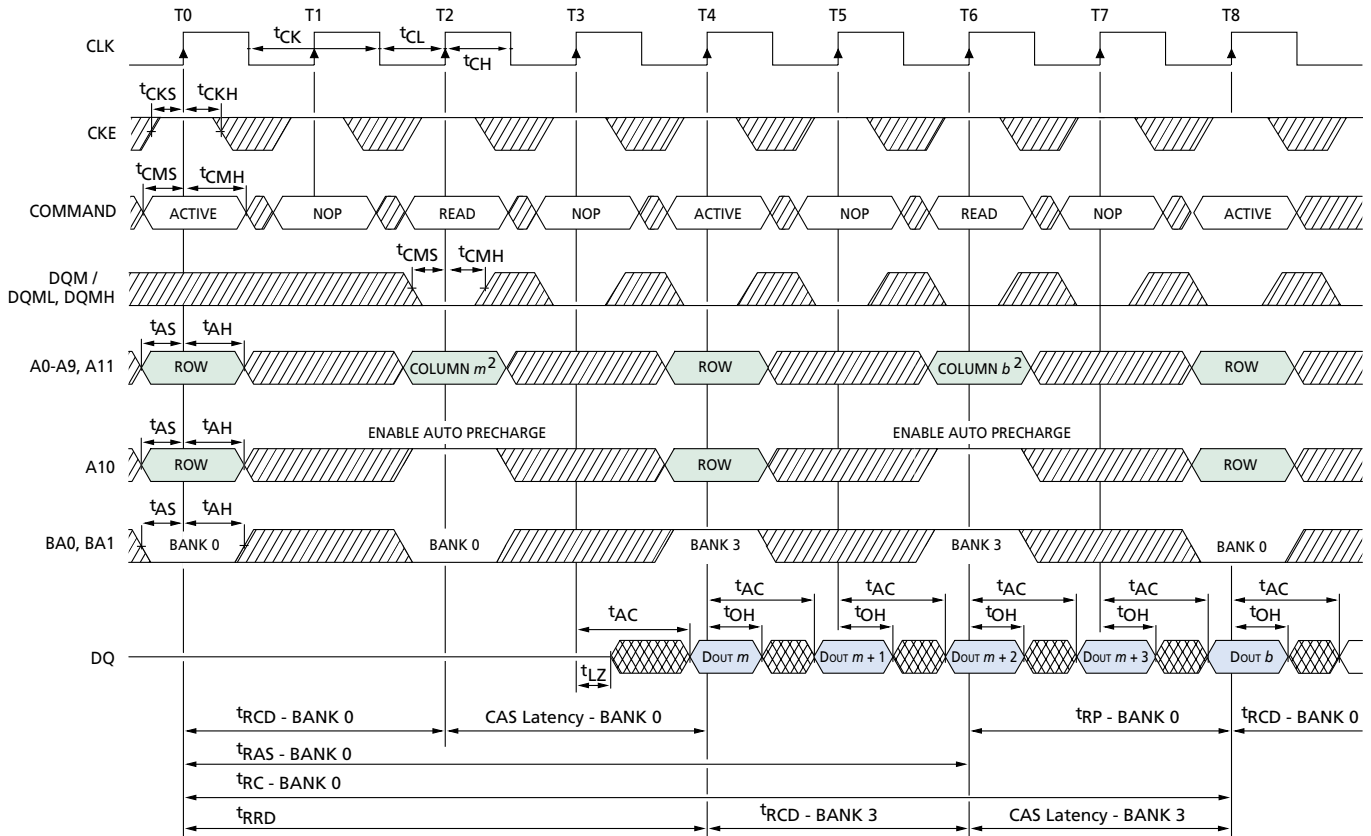 T0 T1 T2 T3 T4 T5 T6 T7 T8
CLK
tCK tCL
tCH
tCKS tCKH
CKE
tCMS tCMH
COMMAND ACTIVE NOP READ NOP ACTIVE NOP READ NOP ACTIVE
tCMS tCMH
DQM /
DQML, DQMH
tAS tAH
A0-A9, A11 ROW COLUMN m2 ROW COLUMN b2 ROW
ENABLE AUTO PRECHARGE ENABLE AUTO PRECHARGE
tAS tAH
A10 ROW ROW ROW
tAS tAH
BA0, BA1 BANK 0 BANK 0 BANK 3 BANK 3 BANK 0
tAC tAC tAC tAC tAC
tAC tOH tOH tOH tOH tOH
DQ DOUT m DOUT m + 1 DOUT m + 2 DOUT m + 3 DOUT b
tLZ
tRCD - BANK 0 CAS Latency - BANK 0 tRP - BANK 0 tRCD - BANK 0
tRAS - BANK 0
tRC - BANK 0
tRRD tRCD - BANK 3 CAS Latency - BANK 3